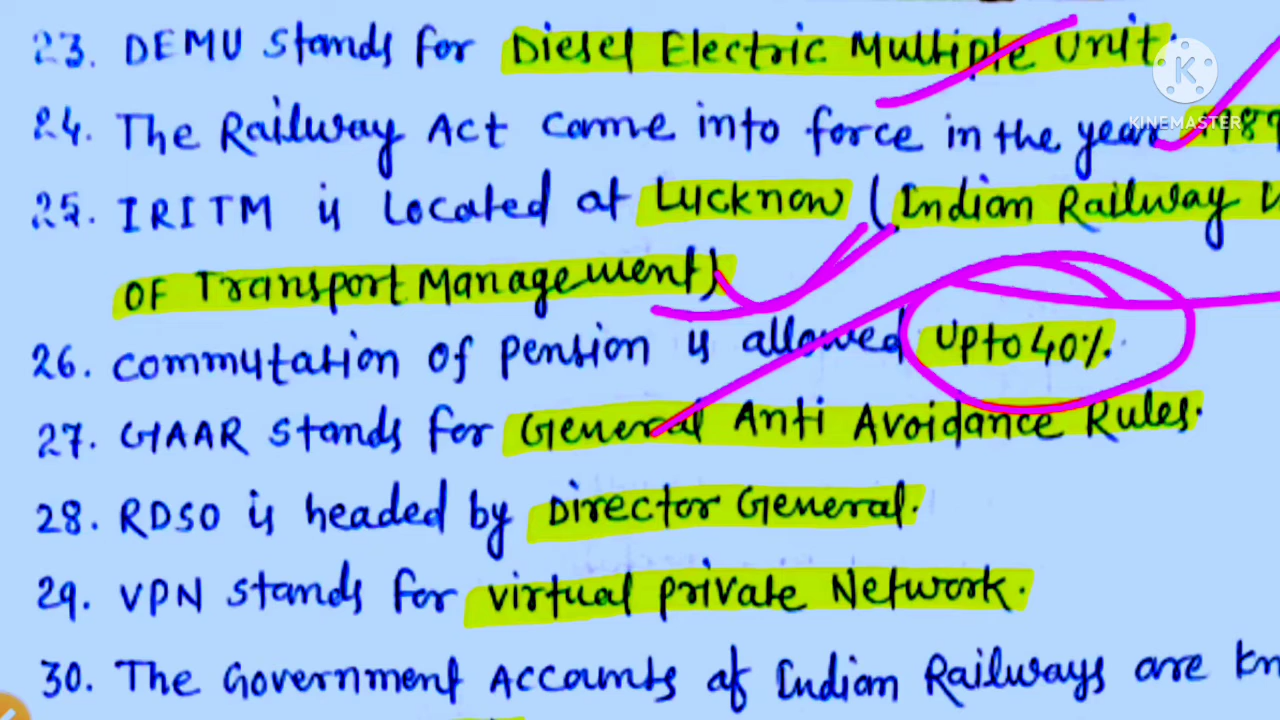 23. DEMU stands for Diesel Electric Multiple Unit.
K
KINEMASTER
24. The Railway Act came into force in the year 1989
25. IRITM is Located at Lucknow (Indian Railway
OF Transport Management)
26. Commutation of pension is allowed Upto 40%.
27. GAAR stands for General Anti Avoidance Rules.
28. RDSO is headed by Director General.
29. VPN stands for virtual private Network.
30. The Government Accounts of Indian Railways are